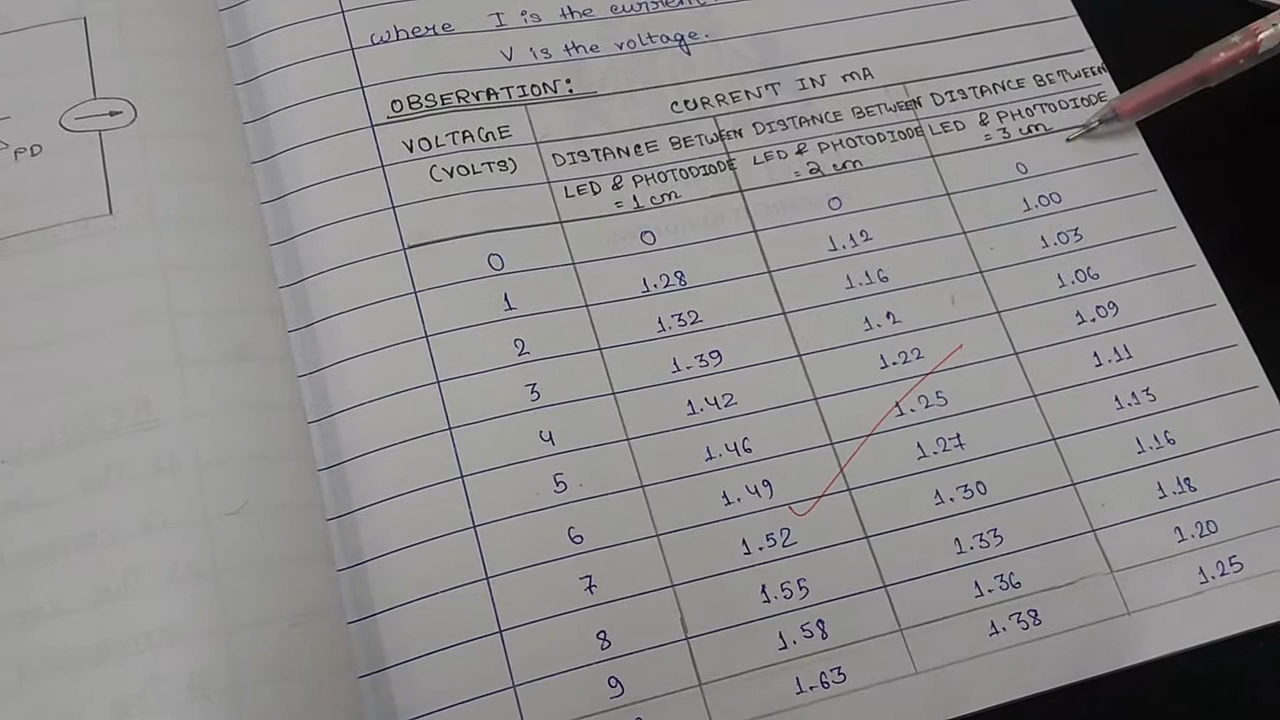 where I is the current.
V is the voltage.
OBSERVATION:
VOLTAGE (VOLTS)
CURRENT IN mA
DISTANCE BETWEEN LED & PHOTODIODE = 1 cm
DISTANCE BETWEEN LED & PHOTODIODE = 2 cm
DISTANCE BETWEEN LED & PHOTODIODE = 3 cm
0 0 0 0
1 1.28 1.12 1.00
2 1.32 1.16 1.03
3 1.39 1.2 1.06
4 1.42 1.22 1.09
5 1.46 1.25 1.11
6 1.49 1.27 1.13
7 1.52 1.30 1.16
8 1.55 1.33 1.18
9 1.58 1.36 1.20
1.63 1.38 1.25
PD